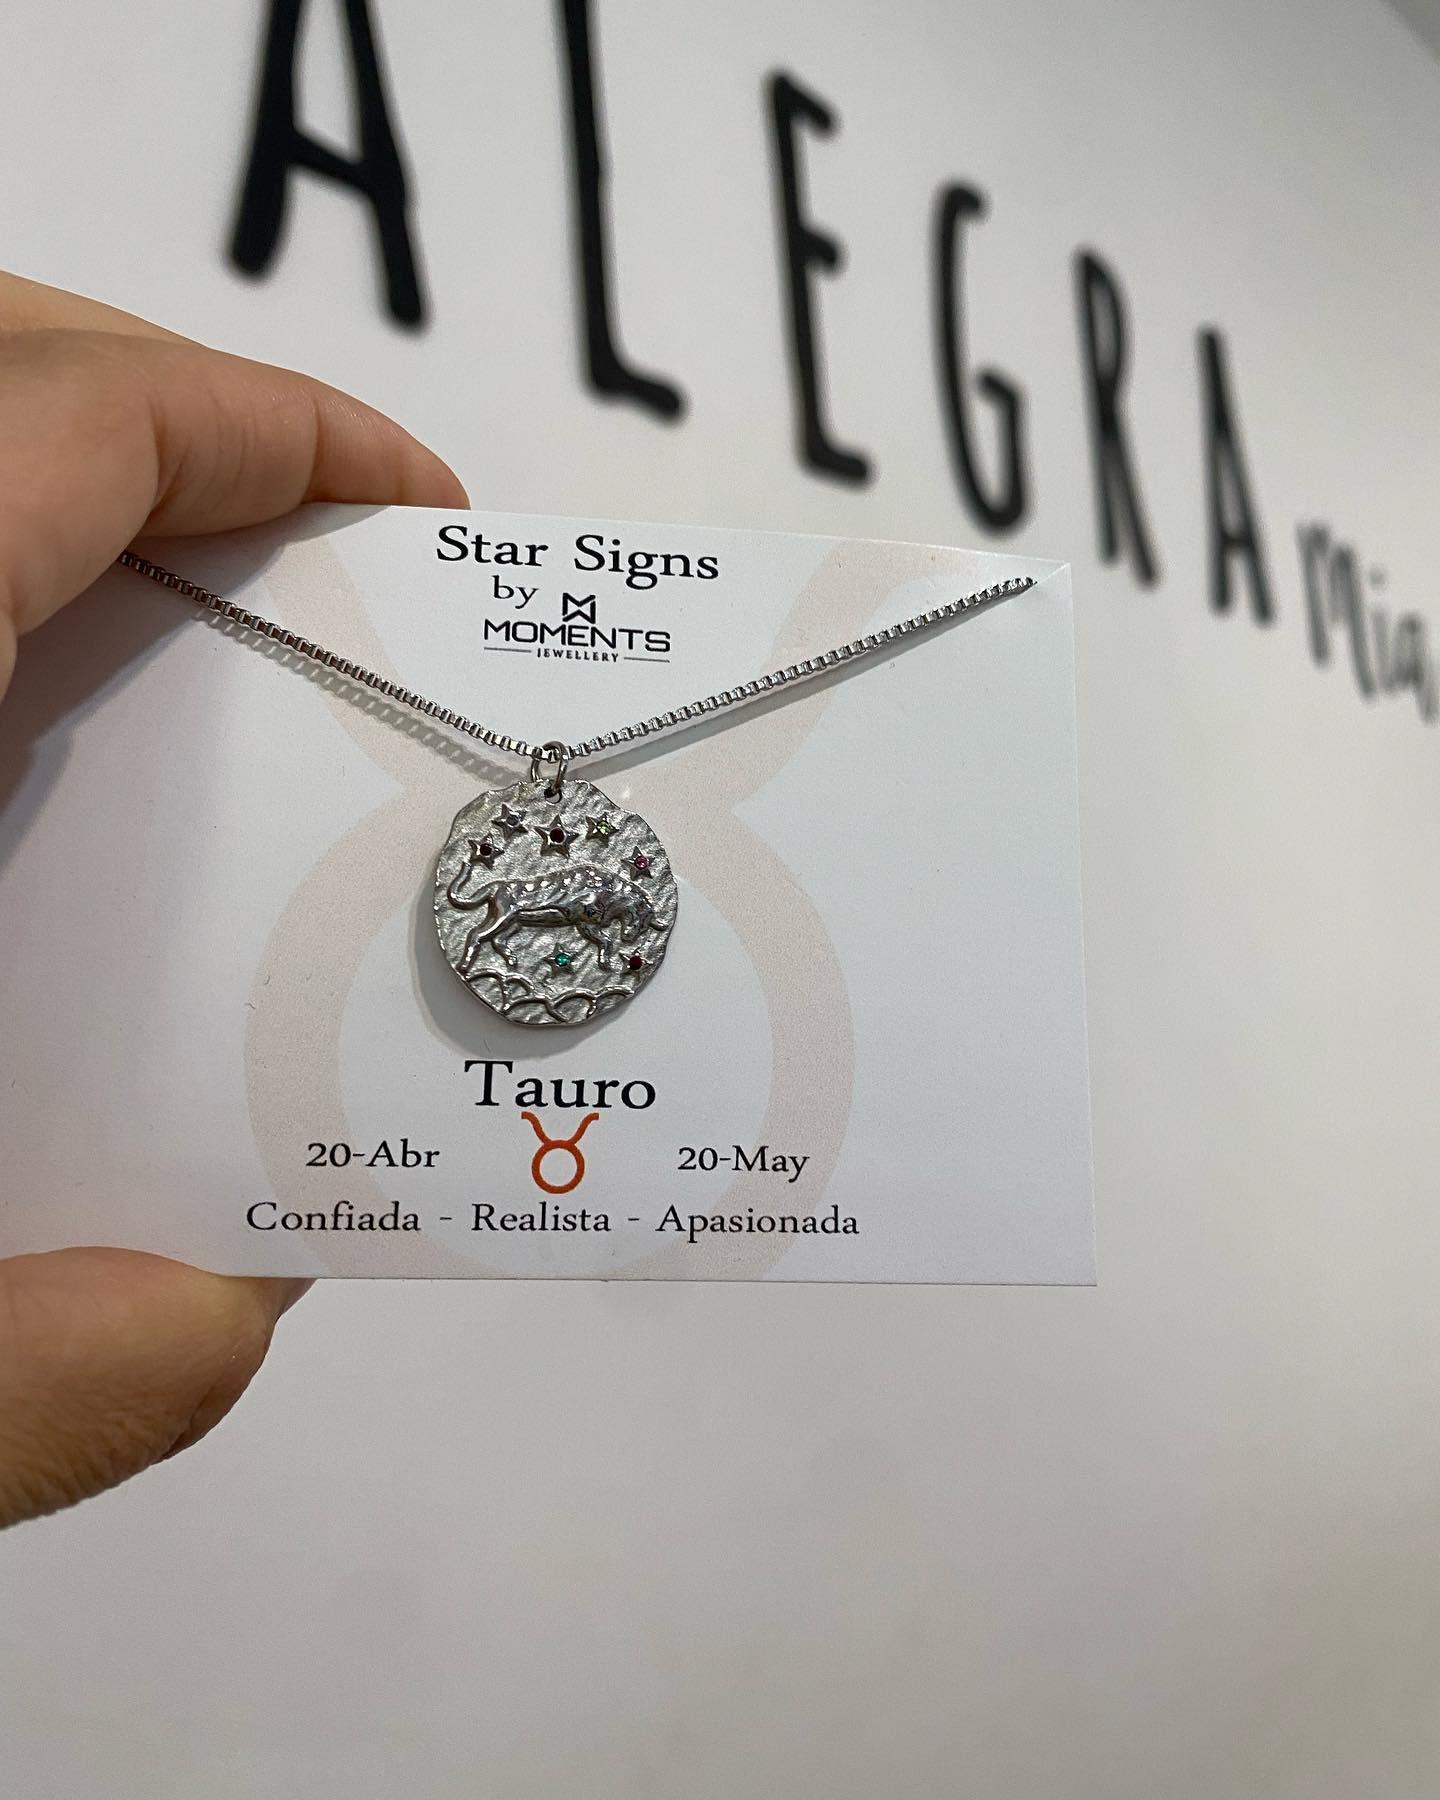 ALEGRA
mia
Star Signs
by
MOMENTS
JEWELLERY
Tauro
20-Abr 20-May
Confiada - Realista - Apasionada